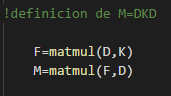 !definicion de M=DKD
F=matmul(D,K)
M=matmul(F,D)